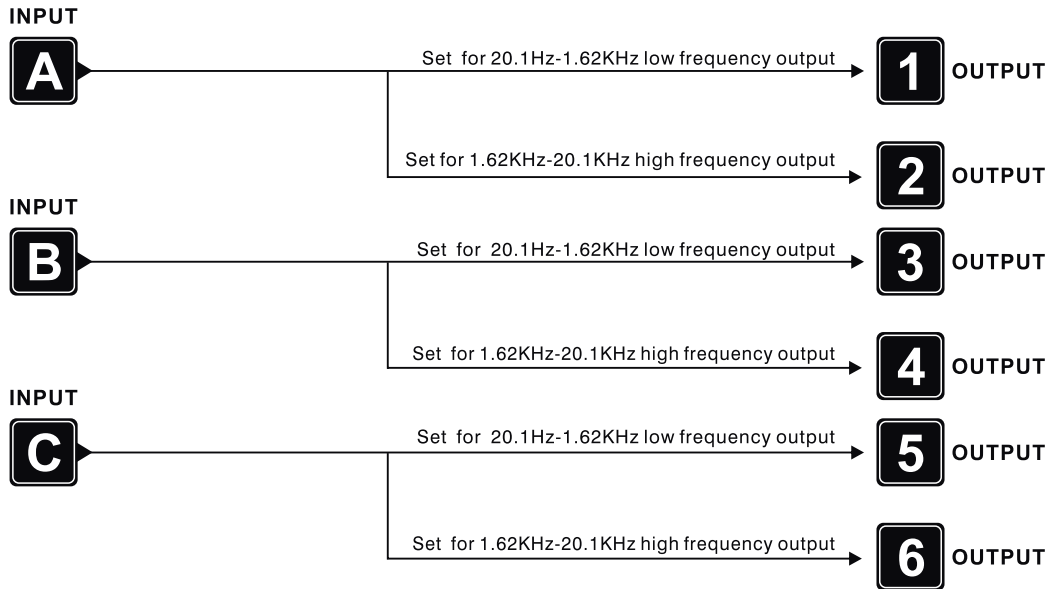 INPUT
A
Set for 20.1Hz-1.62KHz low frequency output
1 OUTPUT
Set for 1.62KHz-20.1KHz high frequency output
2 OUTPUT
INPUT
B
Set for 20.1Hz-1.62KHz low frequency output
3 OUTPUT
Set for 1.62KHz-20.1KHz high frequency output
4 OUTPUT
INPUT
C
Set for 20.1Hz-1.62KHz low frequency output
5 OUTPUT
Set for 1.62KHz-20.1KHz high frequency output
6 OUTPUT